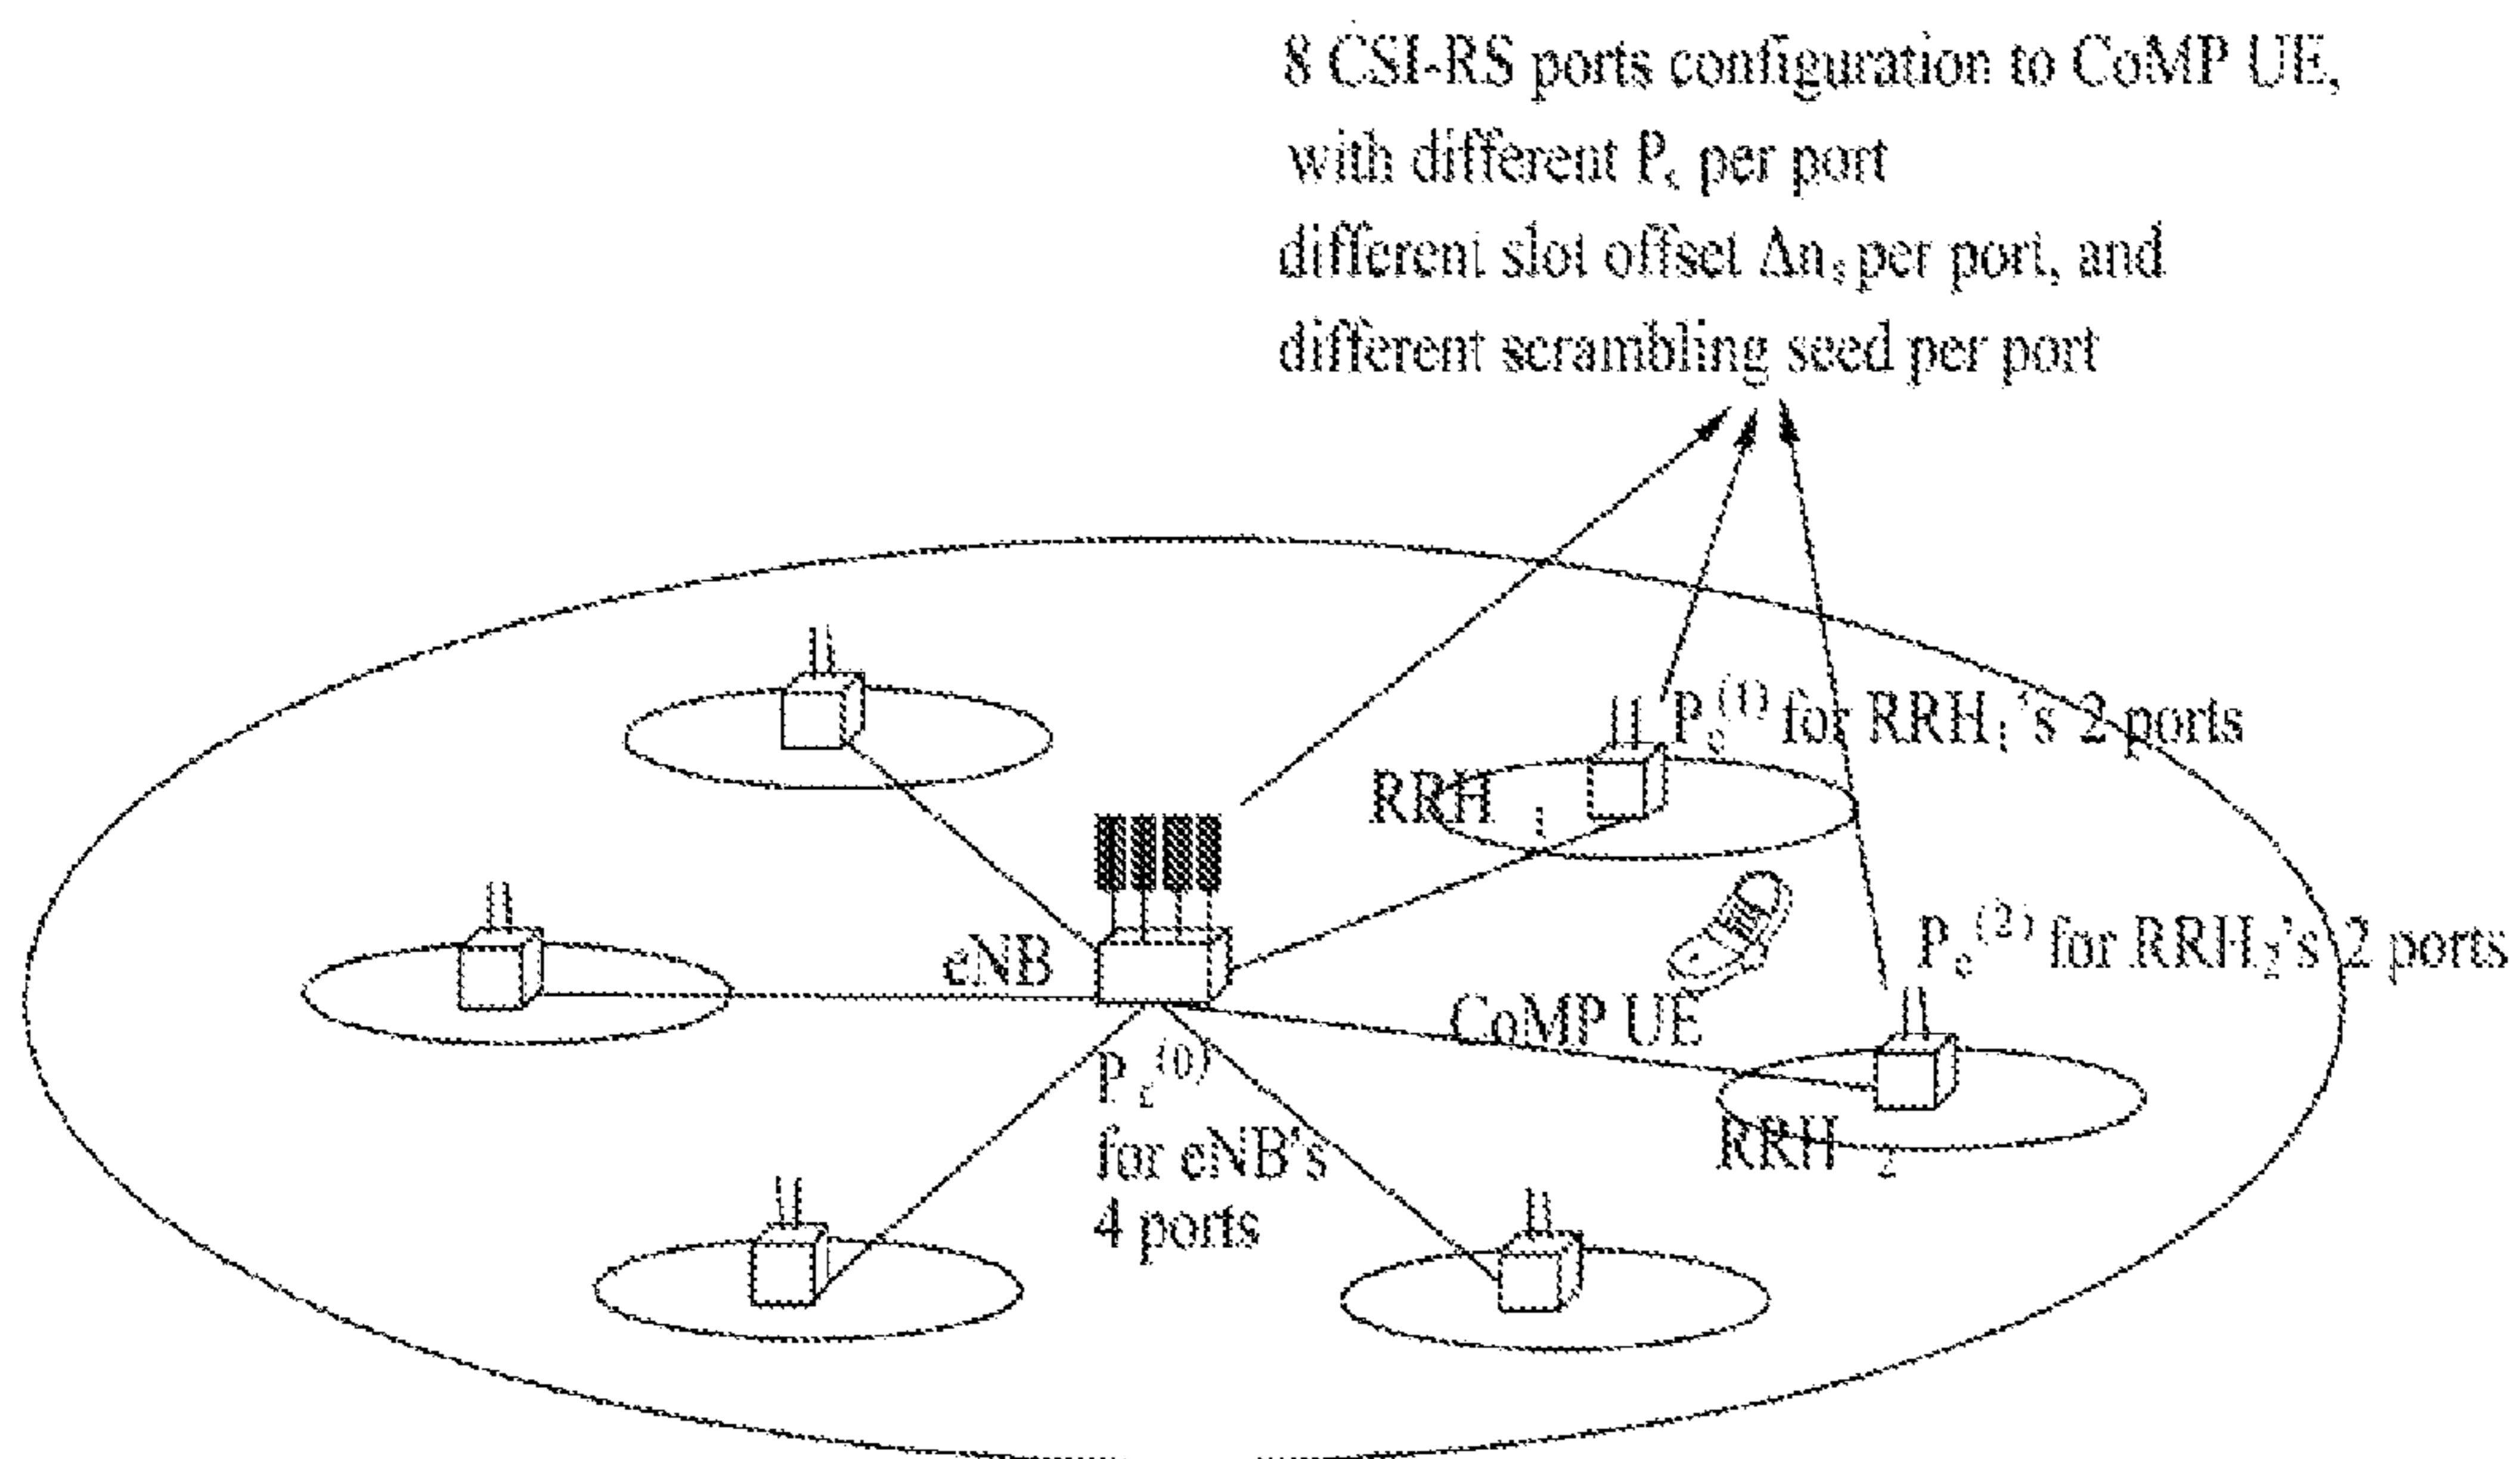 8 CSI-RS ports configuration to CoMP UE,
with different P_c per port
different slot offset Δn_s per port, and
different scrambling seed per port
P_c^(1) for RRH_1's 2 ports
RRH_1
eNB
P_c^(2) for RRH_2's 2 ports
CoMP UE
P_c^(0)
for eNB's
4 ports
RRH_2